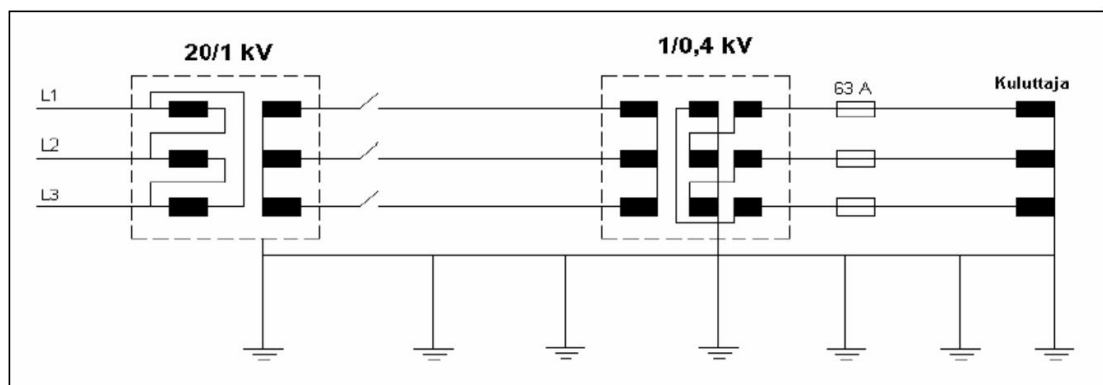 20/1 kV
1/0,4 kV
L1
63 A
Kuluttaja
L2
L3